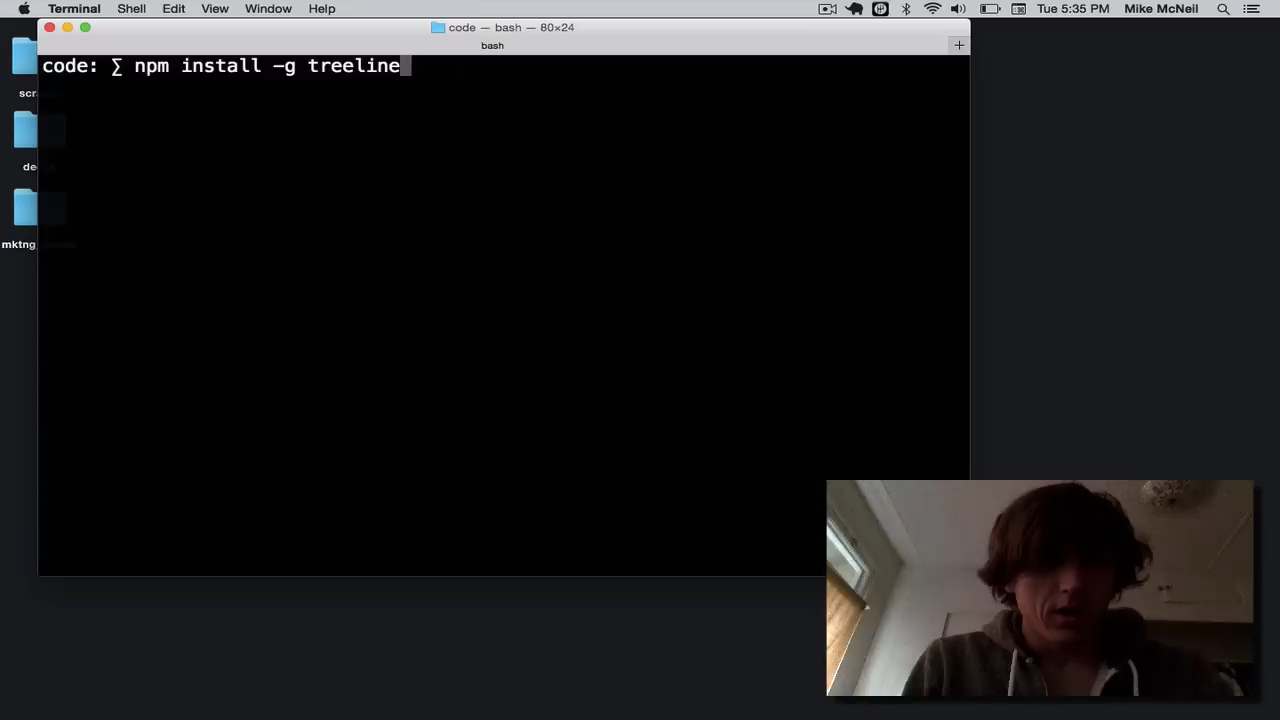 Terminal Shell Edit View Window Help Tue 5:35 PM Mike McNeil
code — bash — 80×24
bash
code: ∑ npm install -g treeline